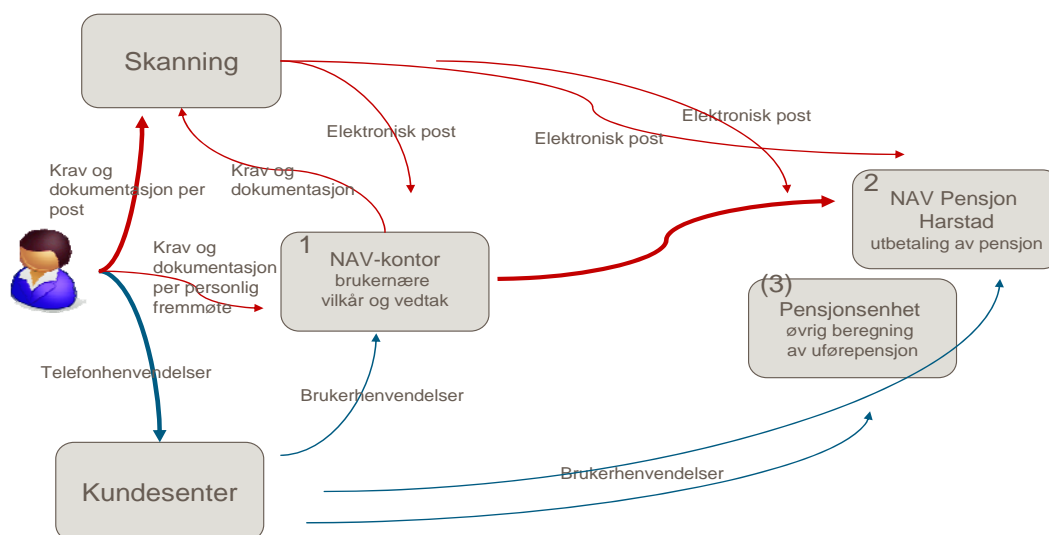 Skanning
Elektronisk post
Elektronisk post
Elektronisk post
Krav og
dokumentasjon per
post
Krav og
dokumentasjon
2
NAV Pensjon
Harstad
utbetaling av pensjon
1
NAV-kontor
brukernære
vilkår og vedtak
Krav og
dokumentasjon
per personlig
fremmøte
(3)
Pensjonsenhet
øvrig beregning
av uførepensjon
Telefonhenvendelser
Brukerhenvendelser
Brukerhenvendelser
Kundesenter